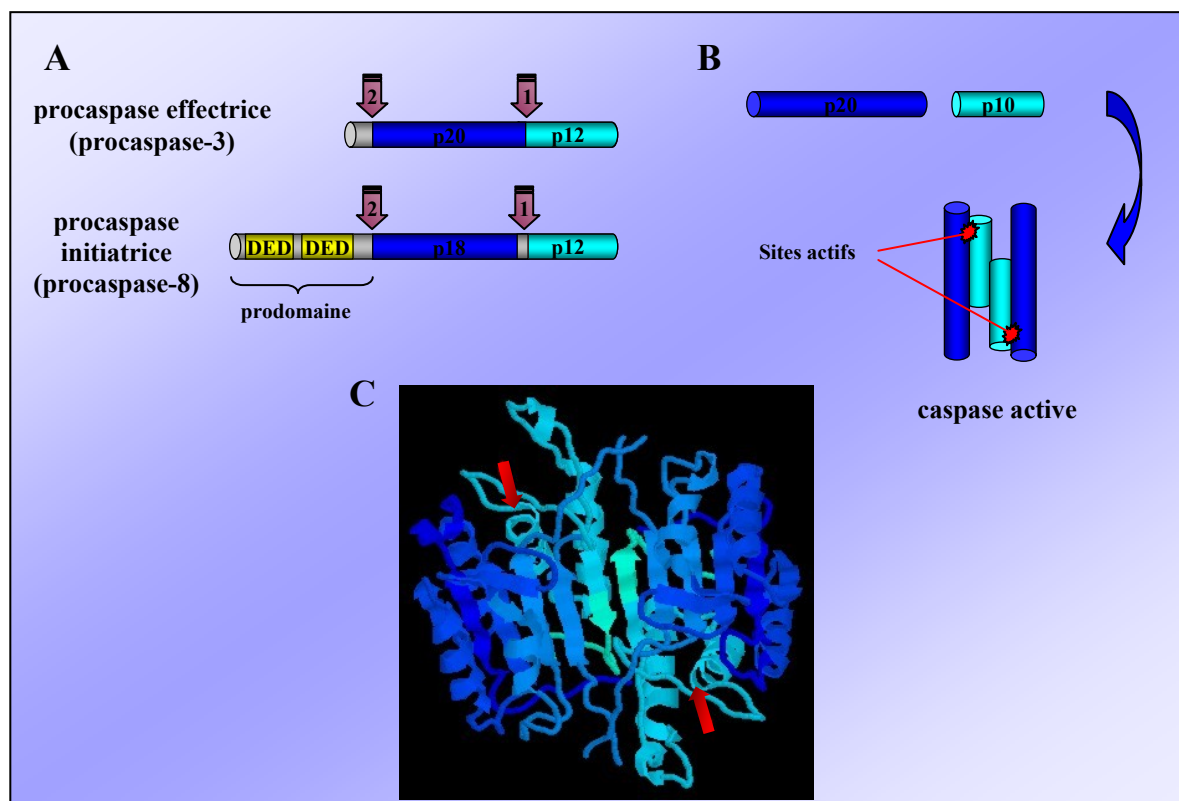 A
2
1
procaspase effectrice
(procaspase-3)
p20
p12
2
1
procaspase
initiatrice
(procaspase-8)
DED
DED
p18
p12
prodomaine
B
p20
p10
Sites actifs
caspase active
C